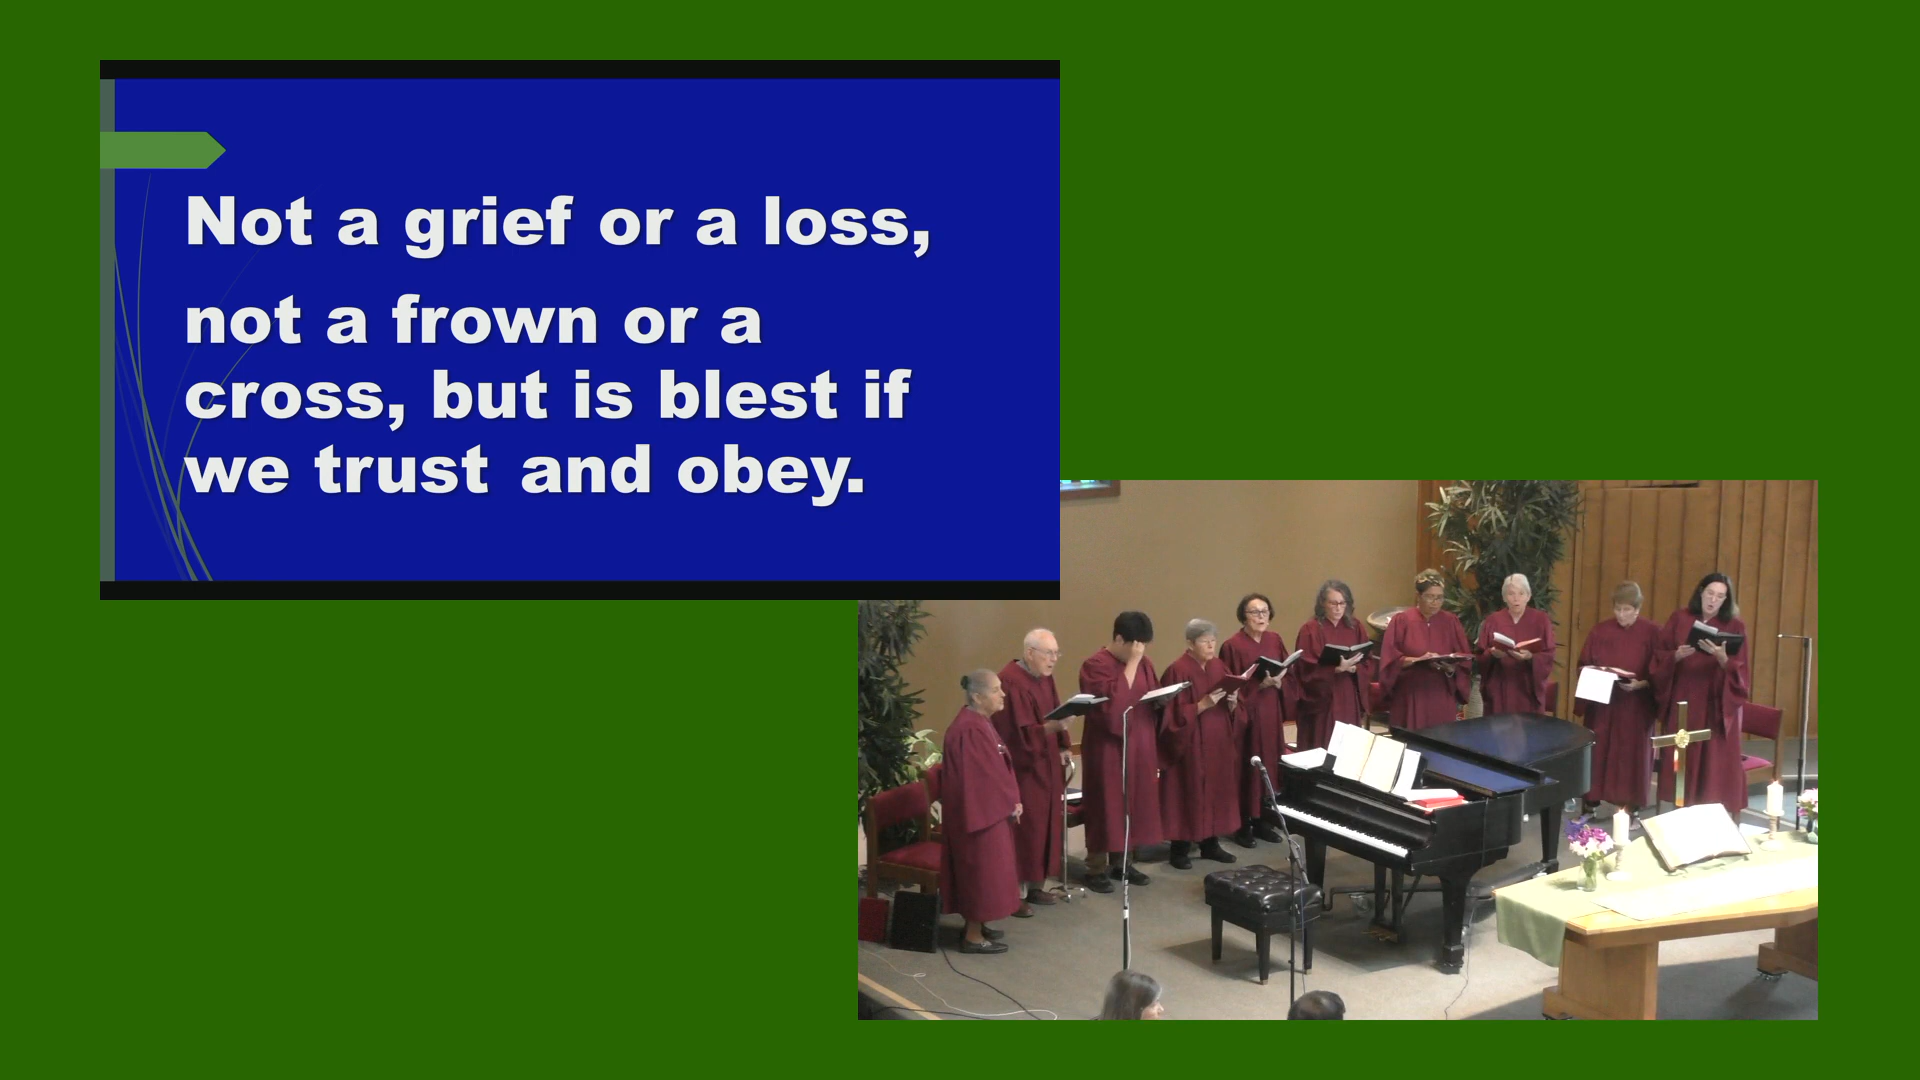 Not a grief or a loss,
not a frown or a
cross, but is blest if
we trust and obey.